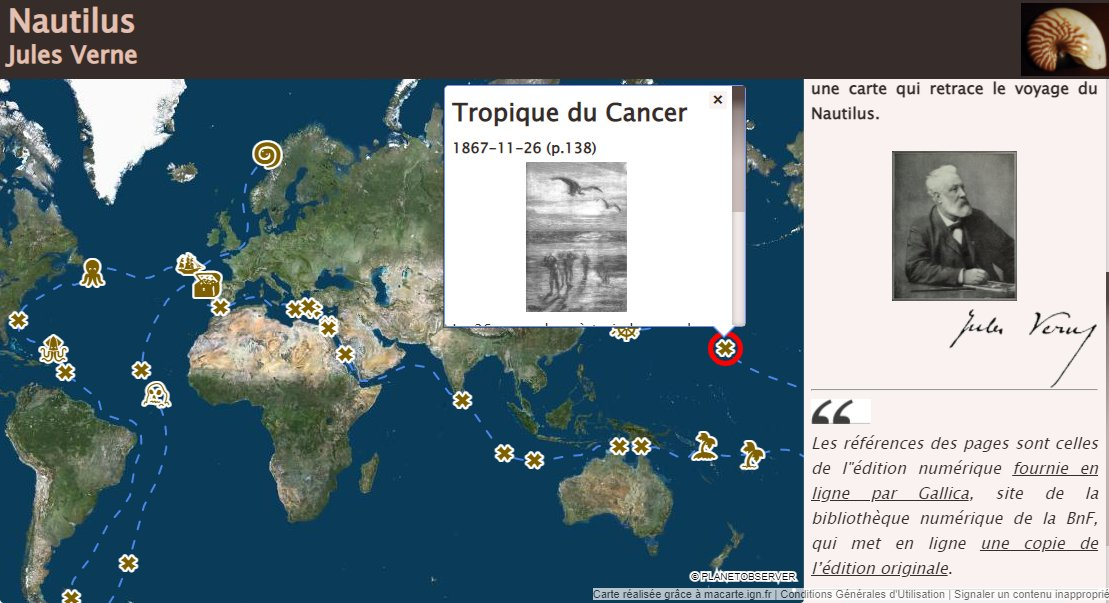 Nautilus
Jules Verne
Tropique du Cancer
×
1867-11-26 (p.138)
une carte qui retrace le voyage du
Nautilus.
Jules Verne
Les références des pages sont celles
de l"édition numérique fournie en
ligne par Gallica, site de la
bibliothèque numérique de la BnF,
qui met en ligne une copie de
l'édition originale.
© PLANETOBSERVER
Carte réalisée grâce à macarte.ign.fr | Conditions Générales d'Utilisation | Signaler un contenu inapproprié